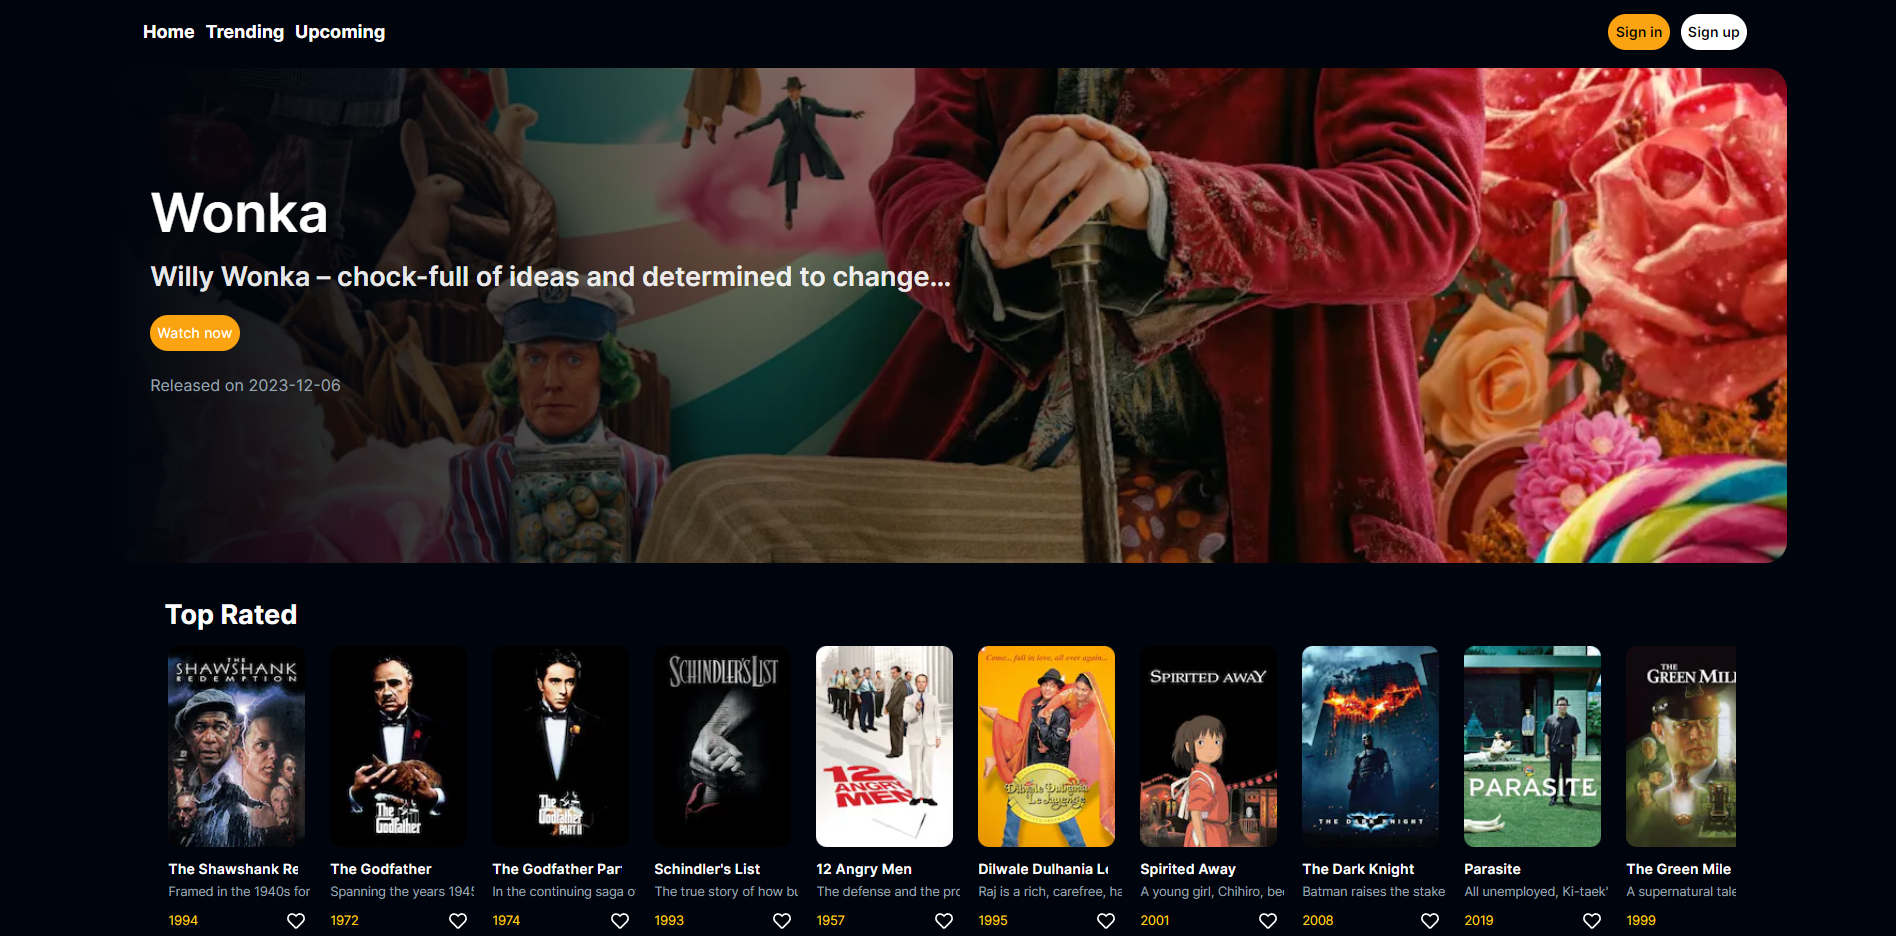 Home Trending Upcoming
Sign in Sign up
Wonka
Willy Wonka – chock-full of ideas and determined to change...
Watch now
Released on 2023-12-06
Top Rated
THE SHAWSHANK REDEMPTION
The Godfather
The Godfather PART II
SCHINDLER'S LIST
12 ANGRY MEN
Come... fall in love, all over again...
Dilwale Dulhania Le Jayenge
SPIRITED AWAY
THE DARK KNIGHT
PARASITE
THE GREEN MIL
The Shawshank Re
Framed in the 1940s for
1994
The Godfather
Spanning the years 1945
1972
The Godfather Par
In the continuing saga o
1974
Schindler's List
The true story of how bu
1993
12 Angry Men
The defense and the pro
1957
Dilwale Dulhania Le
Raj is a rich, carefree, ha
1995
Spirited Away
A young girl, Chihiro, bec
2001
The Dark Knight
Batman raises the stake
2008
Parasite
All unemployed, Ki-taek'
2019
The Green Mile
A supernatural tale
1999